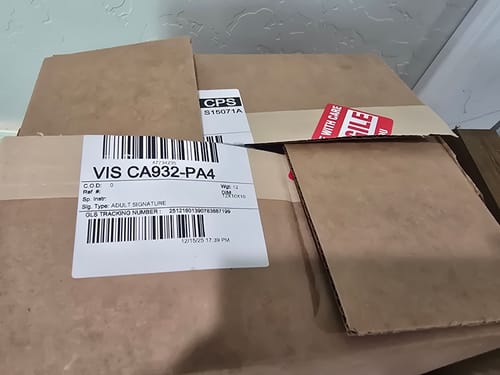 CPS
S15071A
WITH CARE
VIS CA932-PA4
C.O.D: 0
Ref #:
Wgt: 12
Sp. Instr:
DIM:
12X10X10
Sig. Type: ADULT SIGNATURE
GLS TRACKING NUMBER : 25121801390783687199
12/15/25 17:39 PM